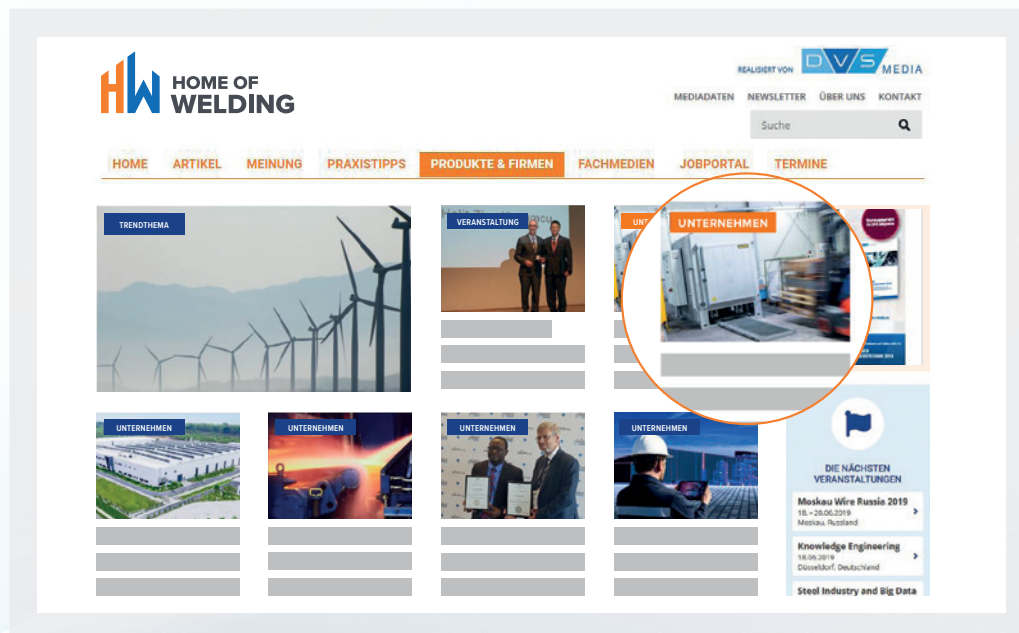 HOME OF
WELDING
REALISIERT VON DVS MEDIA
MEDIADATEN NEWSLETTER ÜBER UNS KONTAKT
Suche
HOME ARTIKEL MEINUNG PRAXISTIPPS PRODUKTE & FIRMEN FACHMEDIEN JOBPORTAL TERMINE
TRENDTHEMA
VERANSTALTUNG
UNT
UNTERNEHMEN
UNTERNEHMEN
UNTERNEHMEN
UNTERNEHMEN
UNTERNEHMEN
DIE NÄCHSTEN
VERANSTALTUNGEN
Moskau Wire Russia 2019
18. – 20.06.2019
Moskau, Russland
Knowledge Engineering
18.06.2019
Düsseldorf, Deutschland
Steel Industry and Big Data